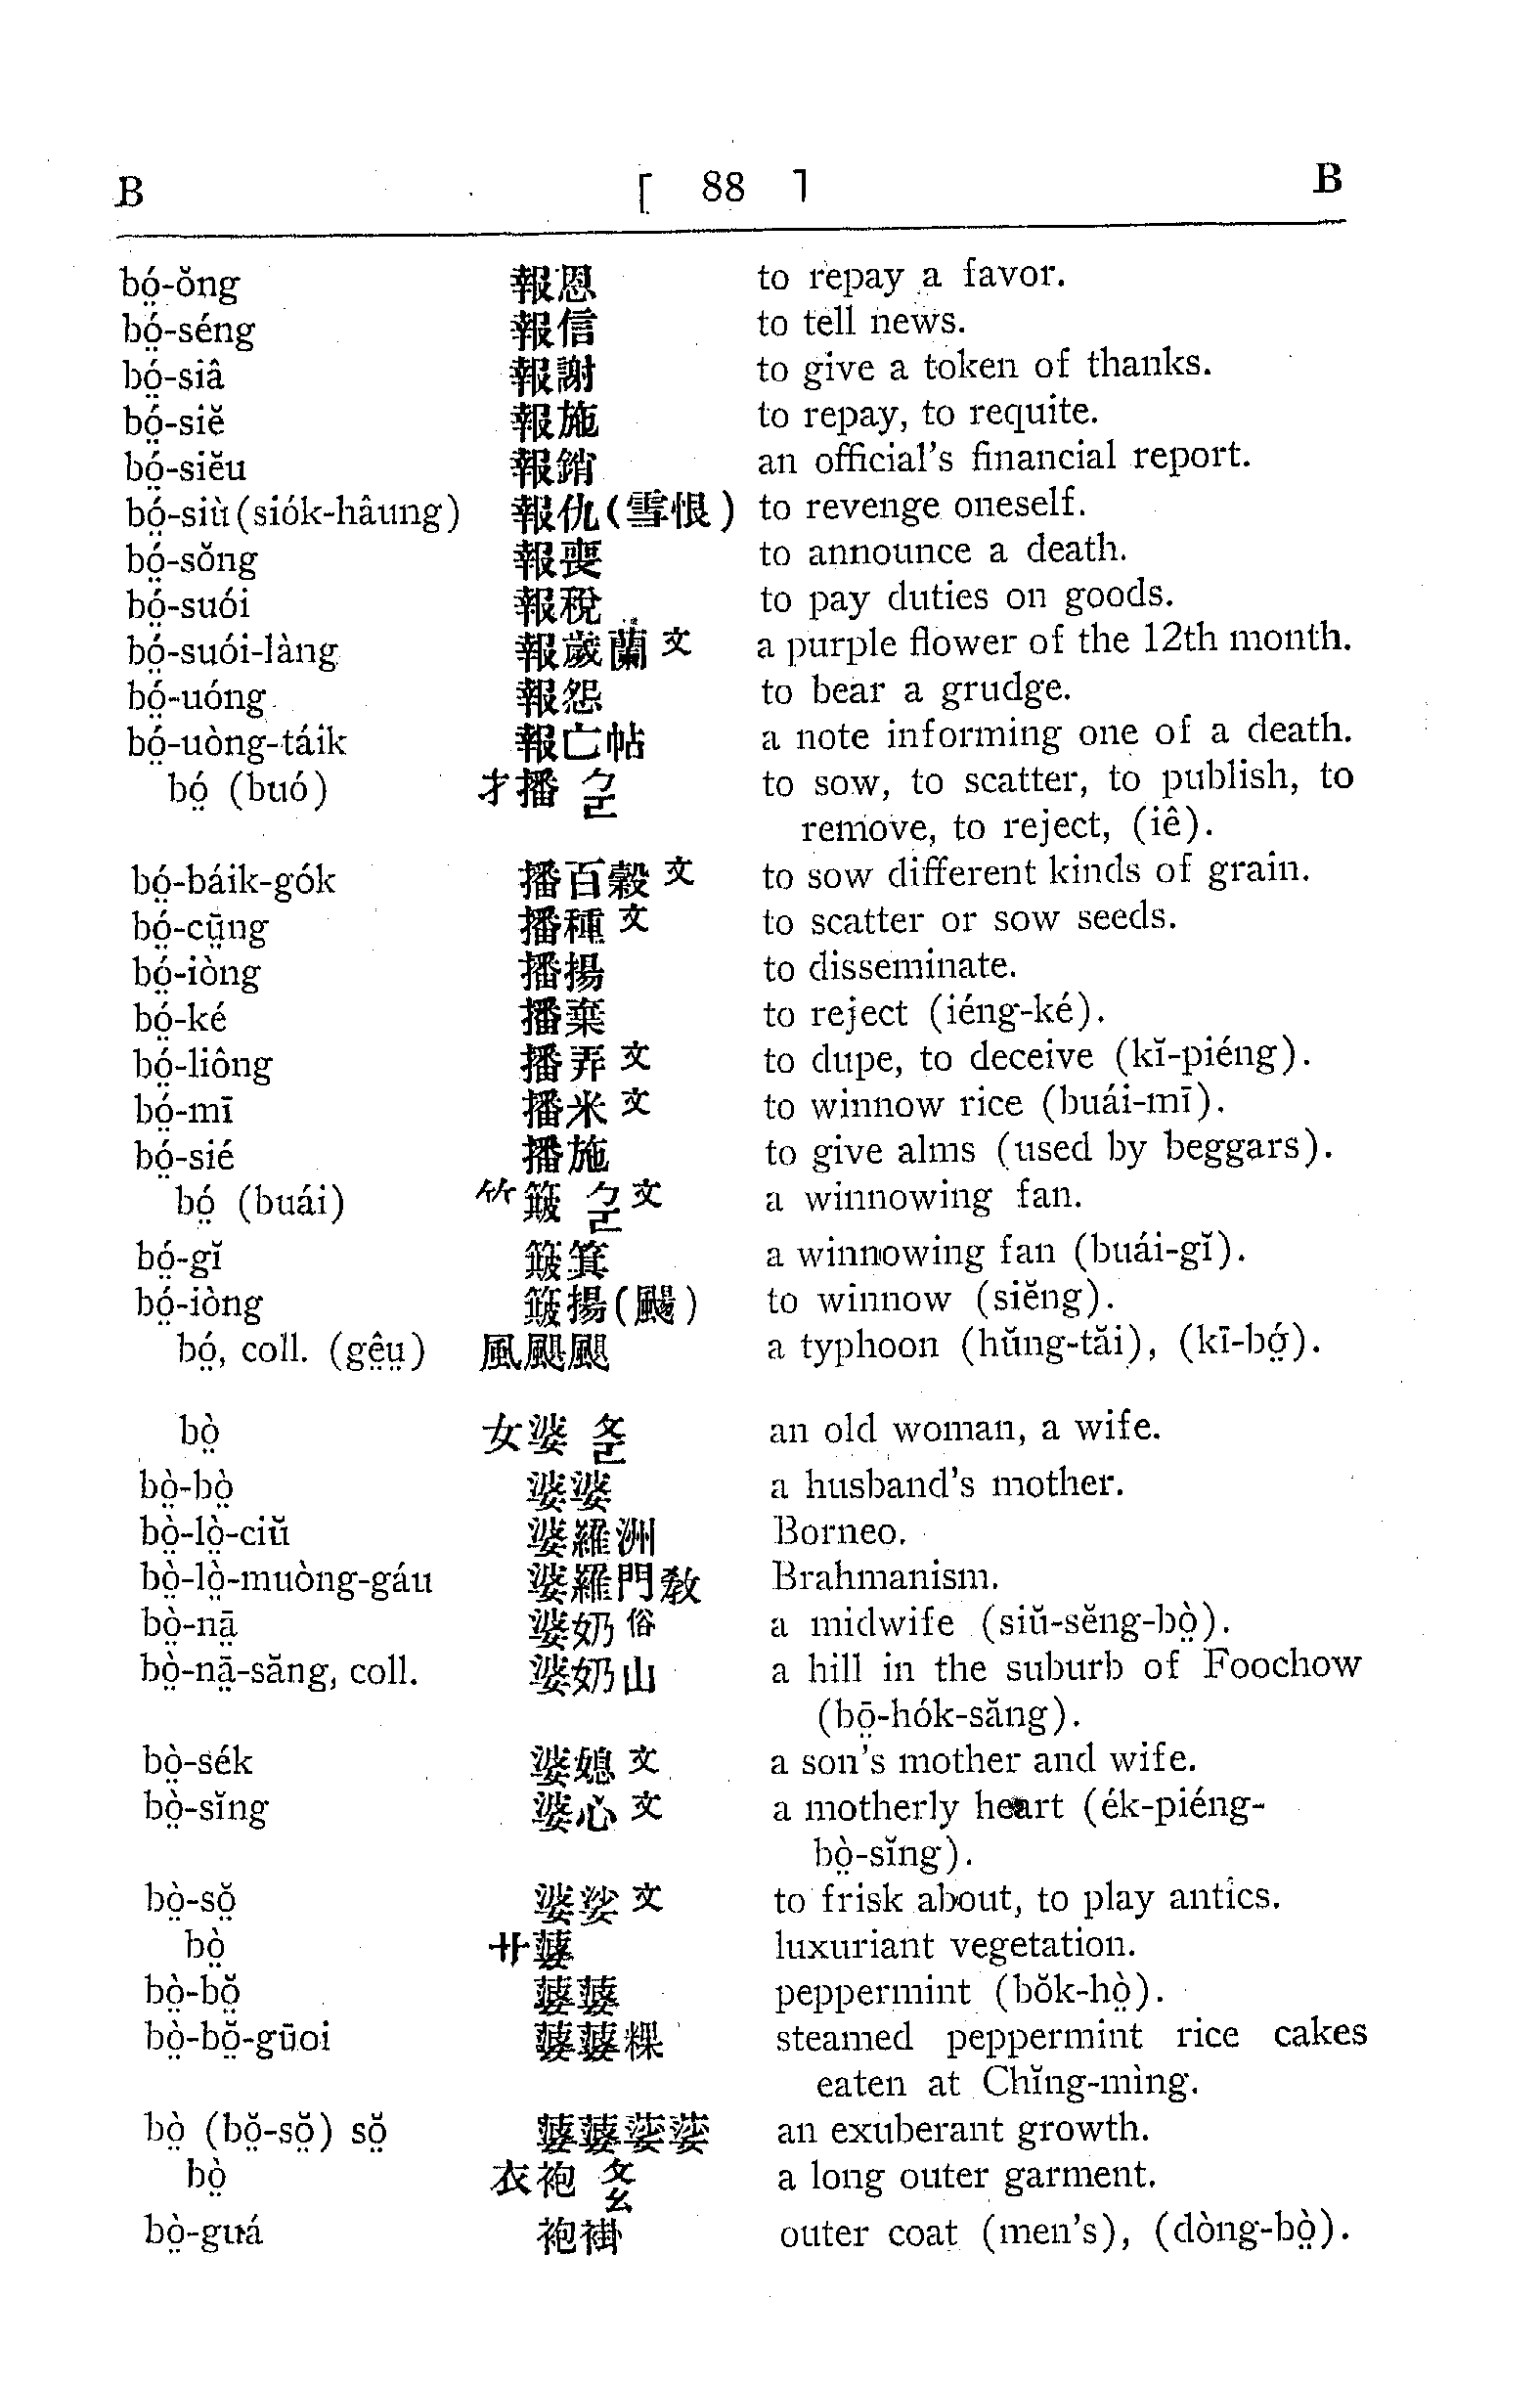 B [ 88 ] B
bó̤-ŏng 報恩 to repay a favor.
bó̤-séng 報信 to tell news.
bó̤-siâ 報謝 to give a token of thanks.
bó̤-siĕ 報施 to repay, to requite.
bó̤-siĕu 報銷 an official's financial report.
bó̤-siù (siók-hâung) 報仇(雪恨) to revenge oneself.
bó̤-sŏng 報喪 to announce a death.
bó̤-suói 報稅 to pay duties on goods.
bó̤-suói-làng 報歲蘭 文 a purple flower of the 12th month.
bó̤-uóng 報怨 to bear a grudge.
bó̤-uòng-táik 報亡帖 a note informing one of a death.
bó̤ (buó) 才播 ㄅㄛ to sow, to scatter, to publish, to
remove, to reject, (iê).
bó̤-báik-gók 播百穀 文 to sow different kinds of grain.
bó̤-cṳ̄ng 播種 文 to scatter or sow seeds.
bó̤-iòng 播揚 to disseminate.
bó̤-ké 播棄 to reject (iéng-ké).
bó̤-liông 播弄 文 to dupe, to deceive (kĭ-piéng).
bó̤-mī 播米 文 to winnow rice (buái-mī).
bó̤-sié 播施 to give alms (used by beggars).
bó̤ (buái) 竹簸 ㄅㄛ 文 a winnowing fan.
bó̤-gĭ 簸箕 a winnowing fan (buái-gĭ).
bó̤-iòng 簸揚(颺) to winnow (siĕng).
bó̤, coll. (gê̤ṳ) 風颶颶 a typhoon (hŭng-tăi), (kī-bó̤).
bò̤ 女婆 ㄆㄛ an old woman, a wife.
bò̤-bò̤ 婆婆 a husband's mother.
bò̤-lò̤-ciŭ 婆羅洲 Borneo.
bò̤-lò̤-muòng-gáu 婆羅門教 Brahmanism.
bò̤-nā̤ 婆奶 俗 a midwife (siŭ-sĕng-bò̤).
bò̤-nā̤-săng, coll. 婆奶山 a hill in the suburb of Foochow
(bō̤-hók-săng).
bò̤-sék 婆媳 文 a son's mother and wife.
bò̤-sĭng 婆心 文 a motherly heart (ék-piéng-
bò̤-sĭng).
bò̤-sŏ̤ 婆娑 文 to frisk about, to play antics.
bò̤ 艹蔢 luxuriant vegetation.
bò̤-bŏ̤ 蔢蔢 peppermint (bŏk-hò̤).
bò̤-bŏ̤-gūoi 蔢蔢粿 steamed peppermint rice cakes
eaten at Chĭng-mìng.
bò̤ (bŏ̤-sŏ̤) sŏ̤ 蔢蔢蒘蒘 an exuberant growth.
bò̤ 衣袍 ㄆㄠ a long outer garment.
bò̤-guá 袍褂 outer coat (men's), (dòng-bò̤).